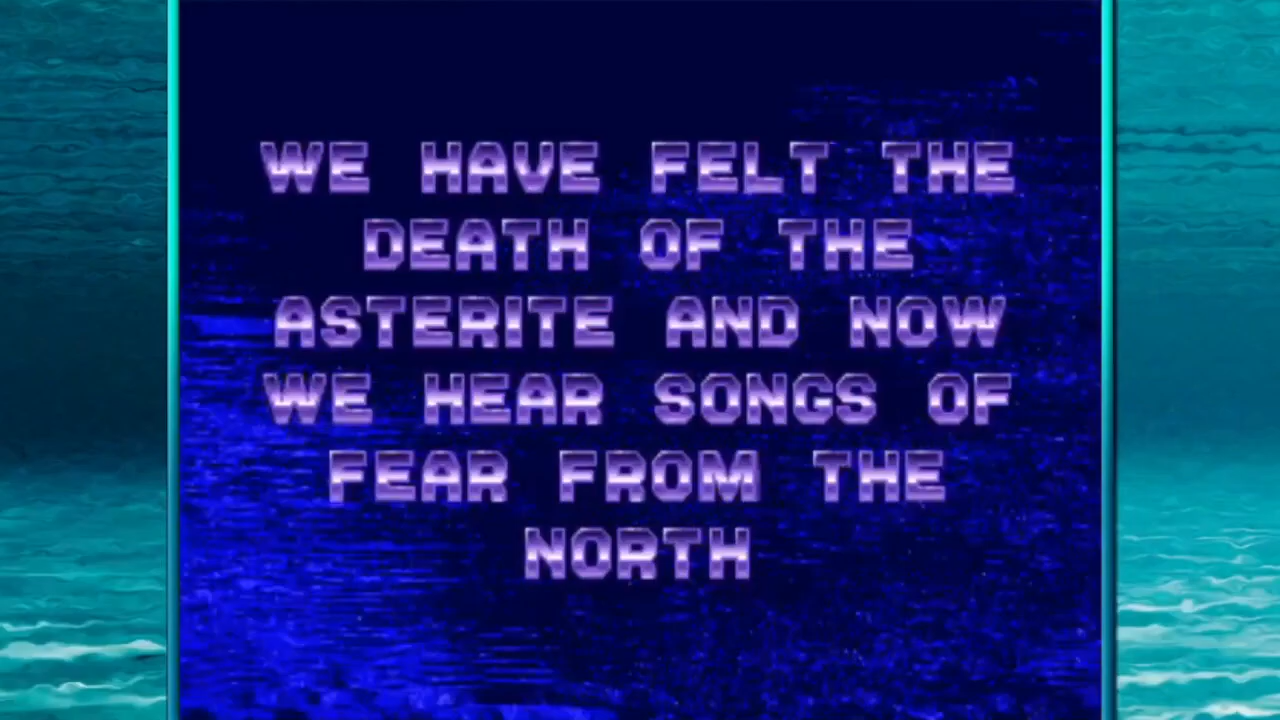 WE HAVE FELT THE
DEATH OF THE
ASTERITE AND NOW
WE HEAR SONGS OF
FEAR FROM THE
NORTH